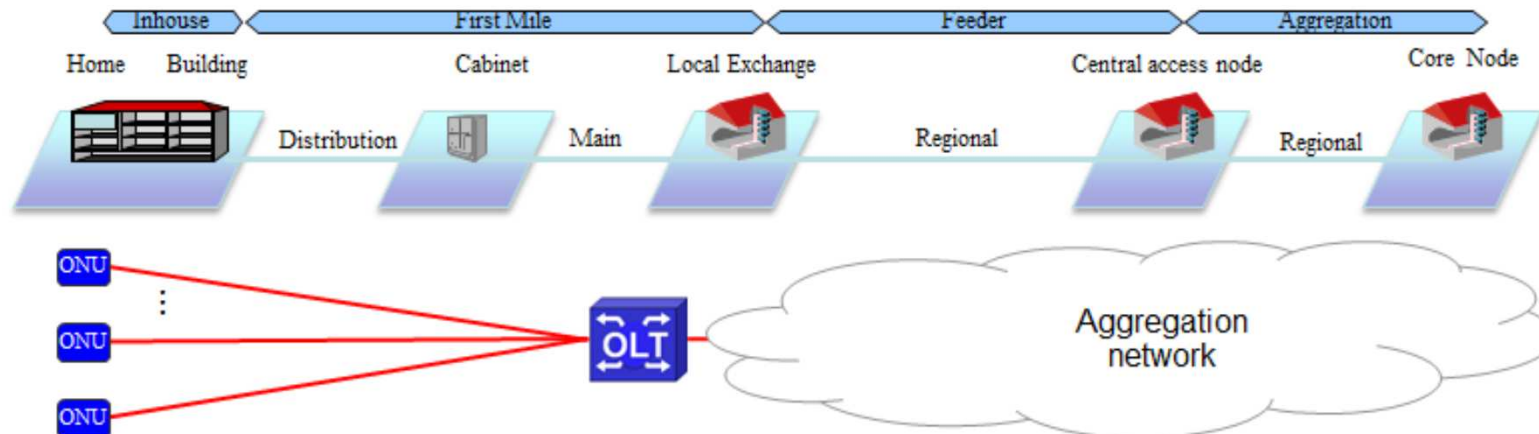 Inhouse
First Mile
Feeder
Aggregation
Home
Building
Cabinet
Local Exchange
Central access node
Core Node
Distribution
Main
Regional
Regional
ONU
ONU
ONU
OLT
Aggregation
network